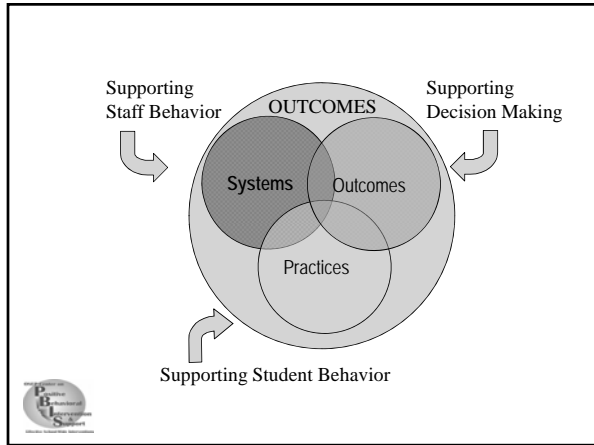 Supporting
Staff Behavior
OUTCOMES
Supporting
Decision Making
Systems
Outcomes
Practices
Supporting Student Behavior
Positive
Behavioral
Intervention
& Support